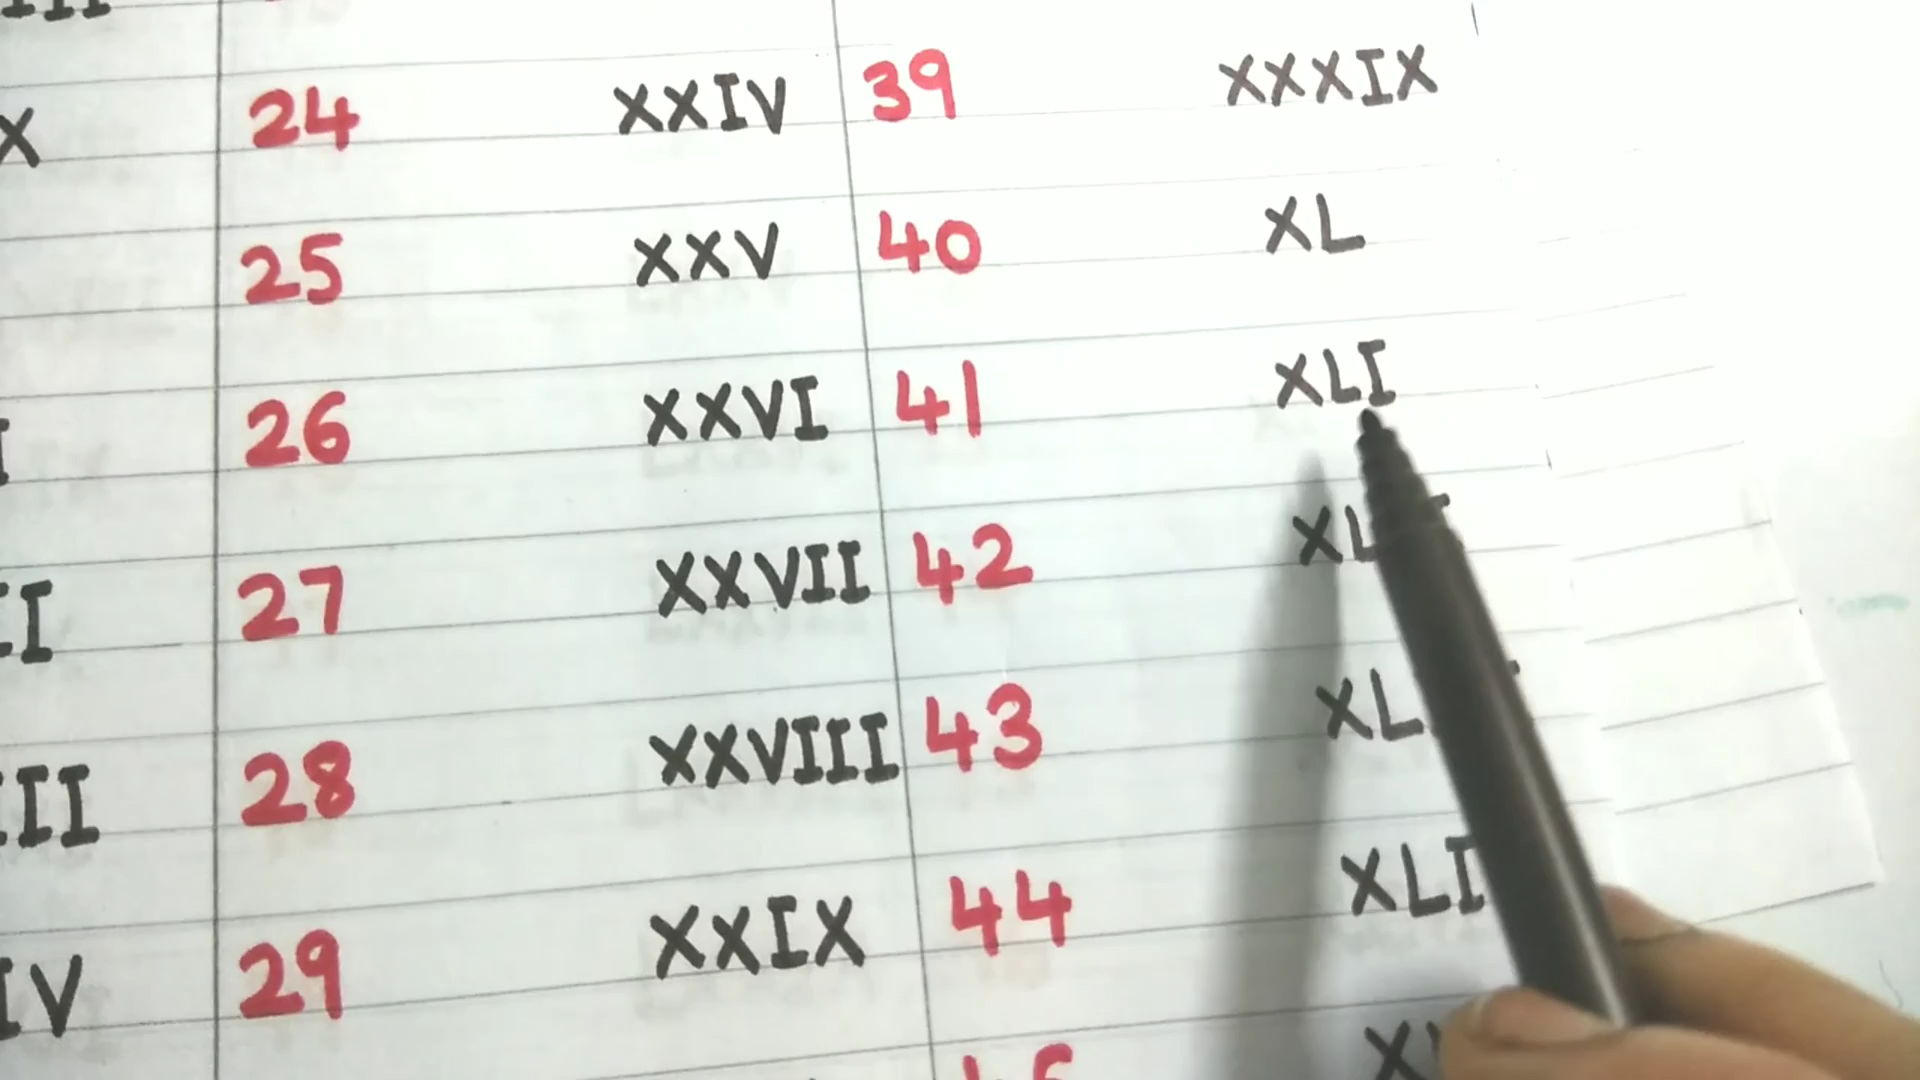 24 XXIV 39 XXXIX
25 XXV 40 XL
26 XXVI 41 XLI
27 XXVII 42
28 XXVIII 43
29 XXIX 44